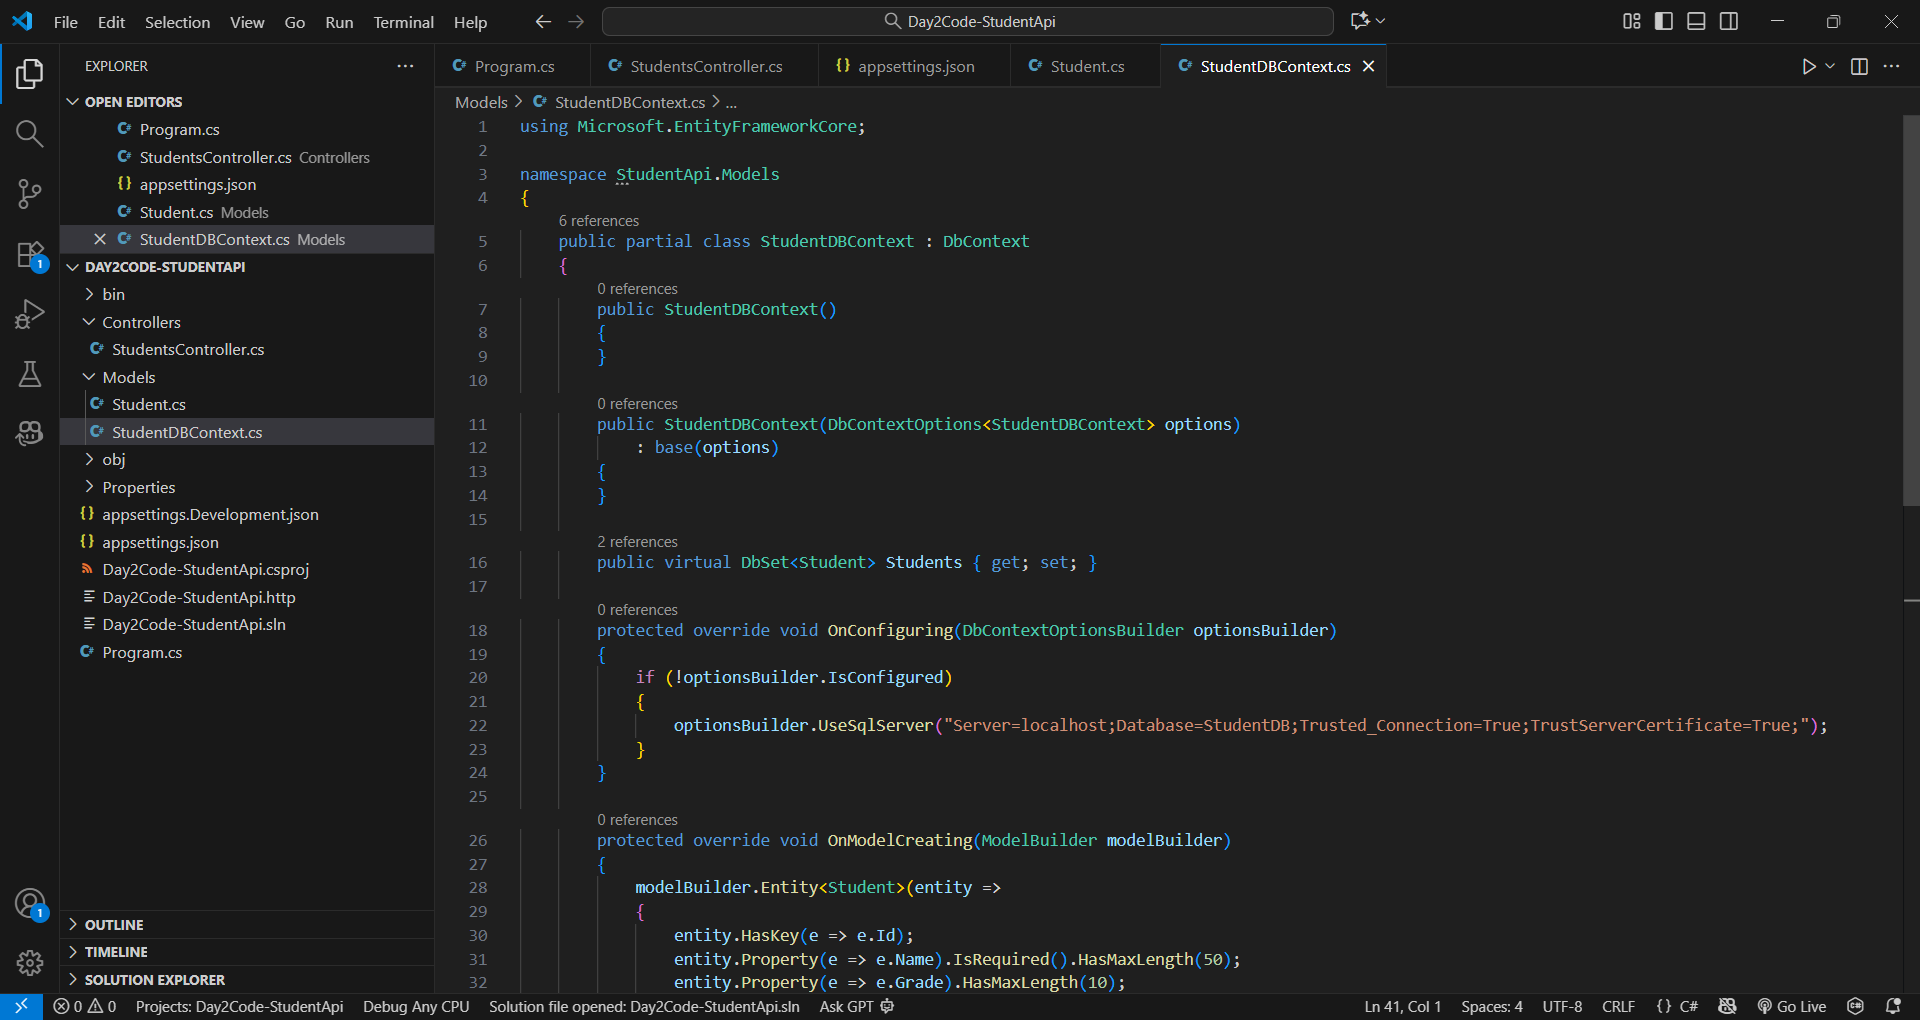 File Edit Selection View Go Run Terminal Help
Day2Code-StudentApi
EXPLORER
OPEN EDITORS
Program.cs
StudentsController.cs Controllers
appsettings.json
Student.cs Models
StudentDBContext.cs Models
DAY2CODE-STUDENTAPI
bin
Controllers
StudentsController.cs
Models
Student.cs
StudentDBContext.cs
obj
Properties
appsettings.Development.json
appsettings.json
Day2Code-StudentApi.csproj
Day2Code-StudentApi.http
Day2Code-StudentApi.sln
Program.cs
OUTLINE
TIMELINE
SOLUTION EXPLORER
1
1
Program.cs StudentsController.cs appsettings.json Student.cs StudentDBContext.cs
Models > StudentDBContext.cs > ...
1 using Microsoft.EntityFrameworkCore;
2
3 namespace StudentApi.Models
4 {
6 references
5 public partial class StudentDBContext : DbContext
6 {
0 references
7 public StudentDBContext()
8 {
9 }
10
0 references
11 public StudentDBContext(DbContextOptions<StudentDBContext> options)
12 : base(options)
13 {
14 }
15
2 references
16 public virtual DbSet<Student> Students { get; set; }
17
0 references
18 protected override void OnConfiguring(DbContextOptionsBuilder optionsBuilder)
19 {
20 if (!optionsBuilder.IsConfigured)
21 {
22 optionsBuilder.UseSqlServer("Server=localhost;Database=StudentDB;Trusted_Connection=True;TrustServerCertificate=True;");
23 }
24 }
25
0 references
26 protected override void OnModelCreating(ModelBuilder modelBuilder)
27 {
28 modelBuilder.Entity<Student>(entity =>
29 {
30 entity.HasKey(e => e.Id);
31 entity.Property(e => e.Name).IsRequired().HasMaxLength(50);
32 entity.Property(e => e.Grade).HasMaxLength(10);
0 0 Projects: Day2Code-StudentApi Debug Any CPU Solution file opened: Day2Code-StudentApi.sln Ask GPT Ln 41, Col 1 Spaces: 4 UTF-8 CRLF {} C# Go Live